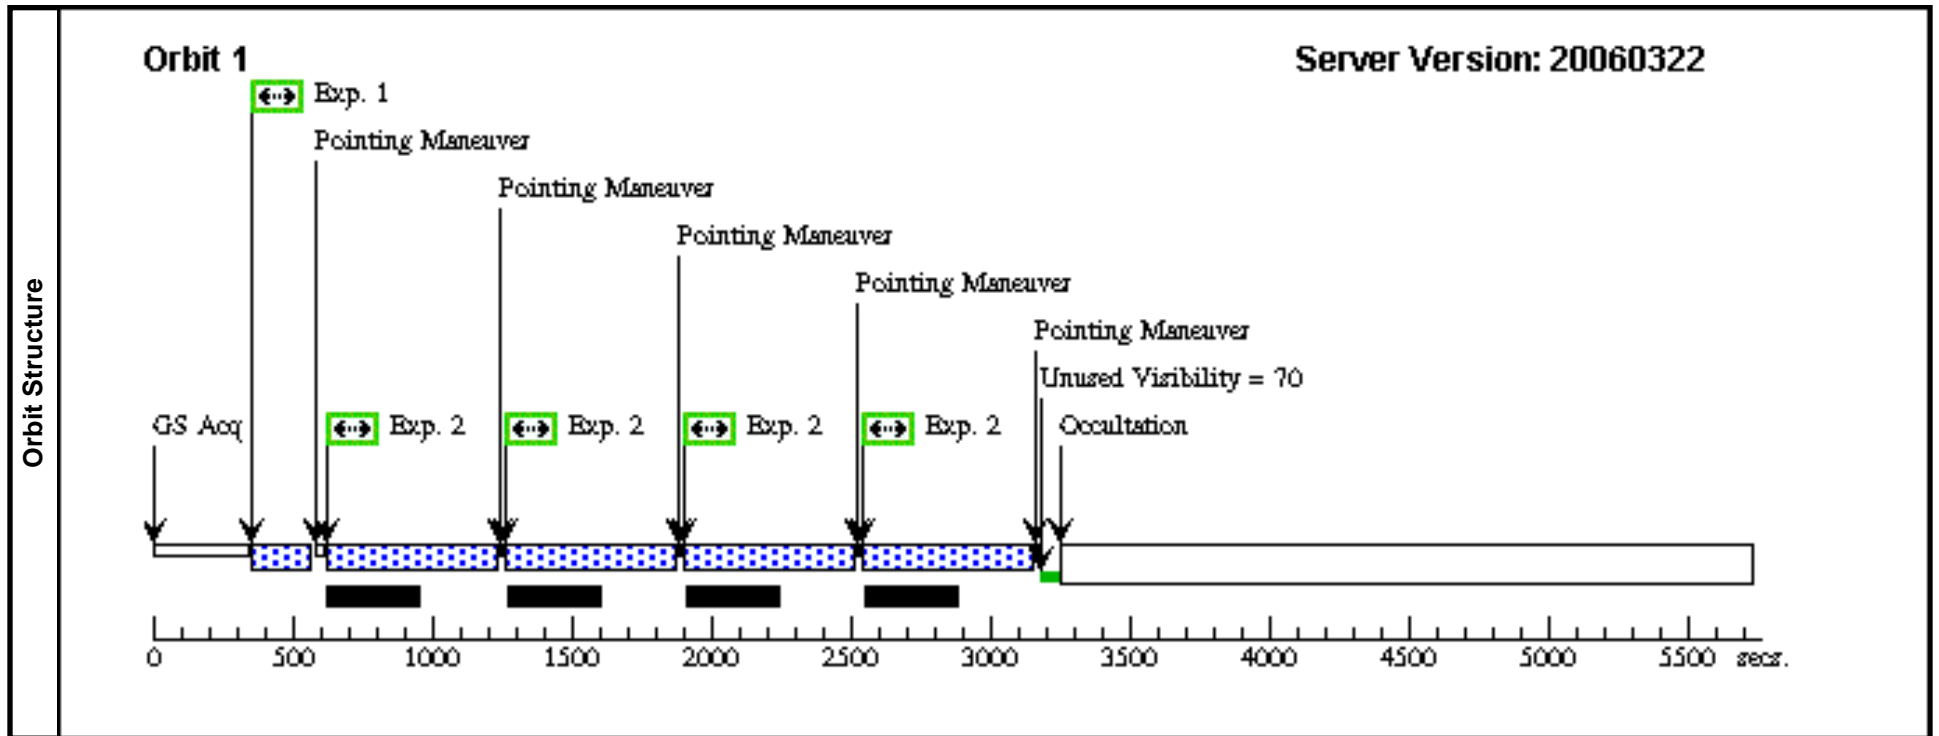 Orbit Structure
Orbit 1
Server Version: 20060322
Exp. 1
Pointing Maneuver
Pointing Maneuver
Pointing Maneuver
Pointing Maneuver
Pointing Maneuver
Unused Visibility = 70
GS Acq
Exp. 2
Exp. 2
Exp. 2
Exp. 2
Occultation
0 500 1000 1500 2000 2500 3000 3500 4000 4500 5000 5500 secs.